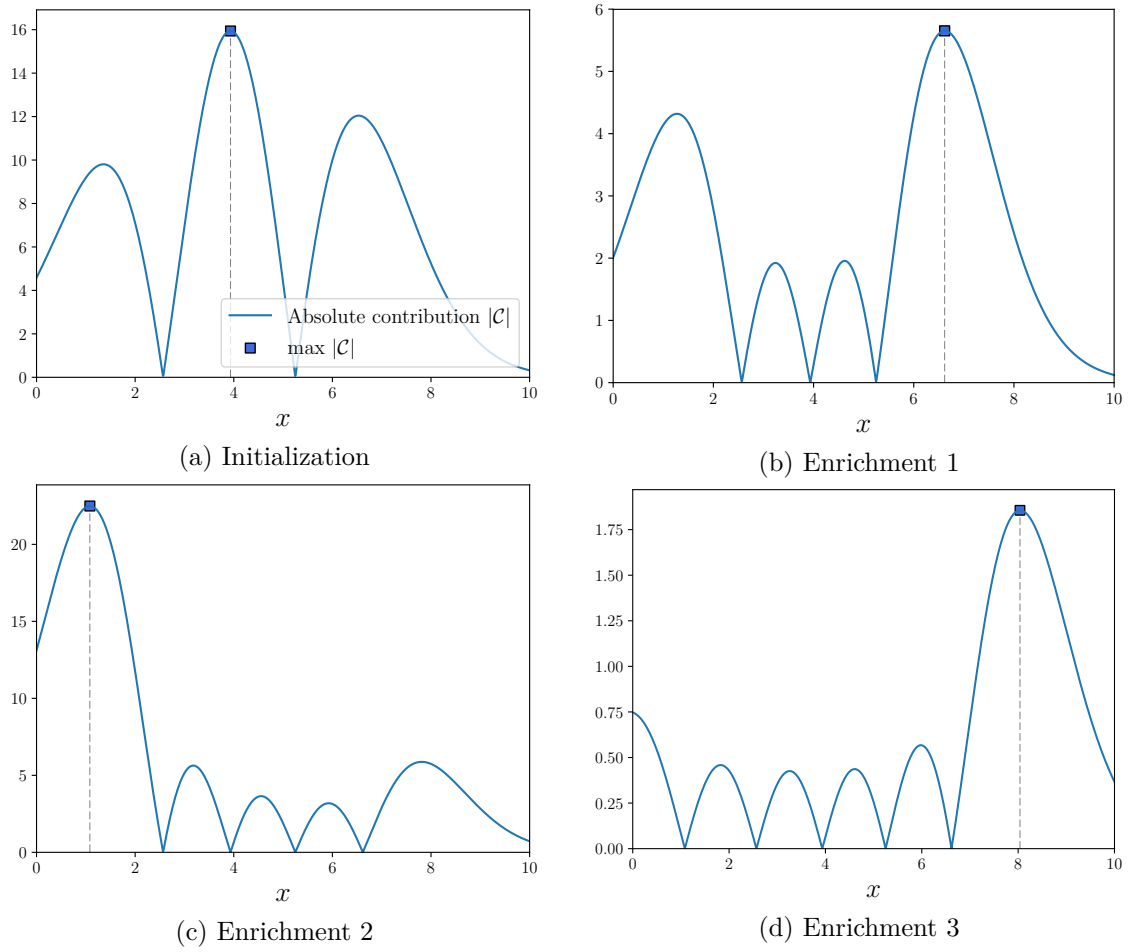 16
14
12
10
8
6
4
2
0
0 2 4 6 8 10
x
Absolute contribution |𝒞|
max |𝒞|
(a) Initialization
6
5
4
3
2
1
0
0 2 4 6 8 10
x
(b) Enrichment 1
20
15
10
5
0
0 2 4 6 8 10
x
(c) Enrichment 2
1.75
1.50
1.25
1.00
0.75
0.50
0.25
0.00
0 2 4 6 8 10
x
(d) Enrichment 3